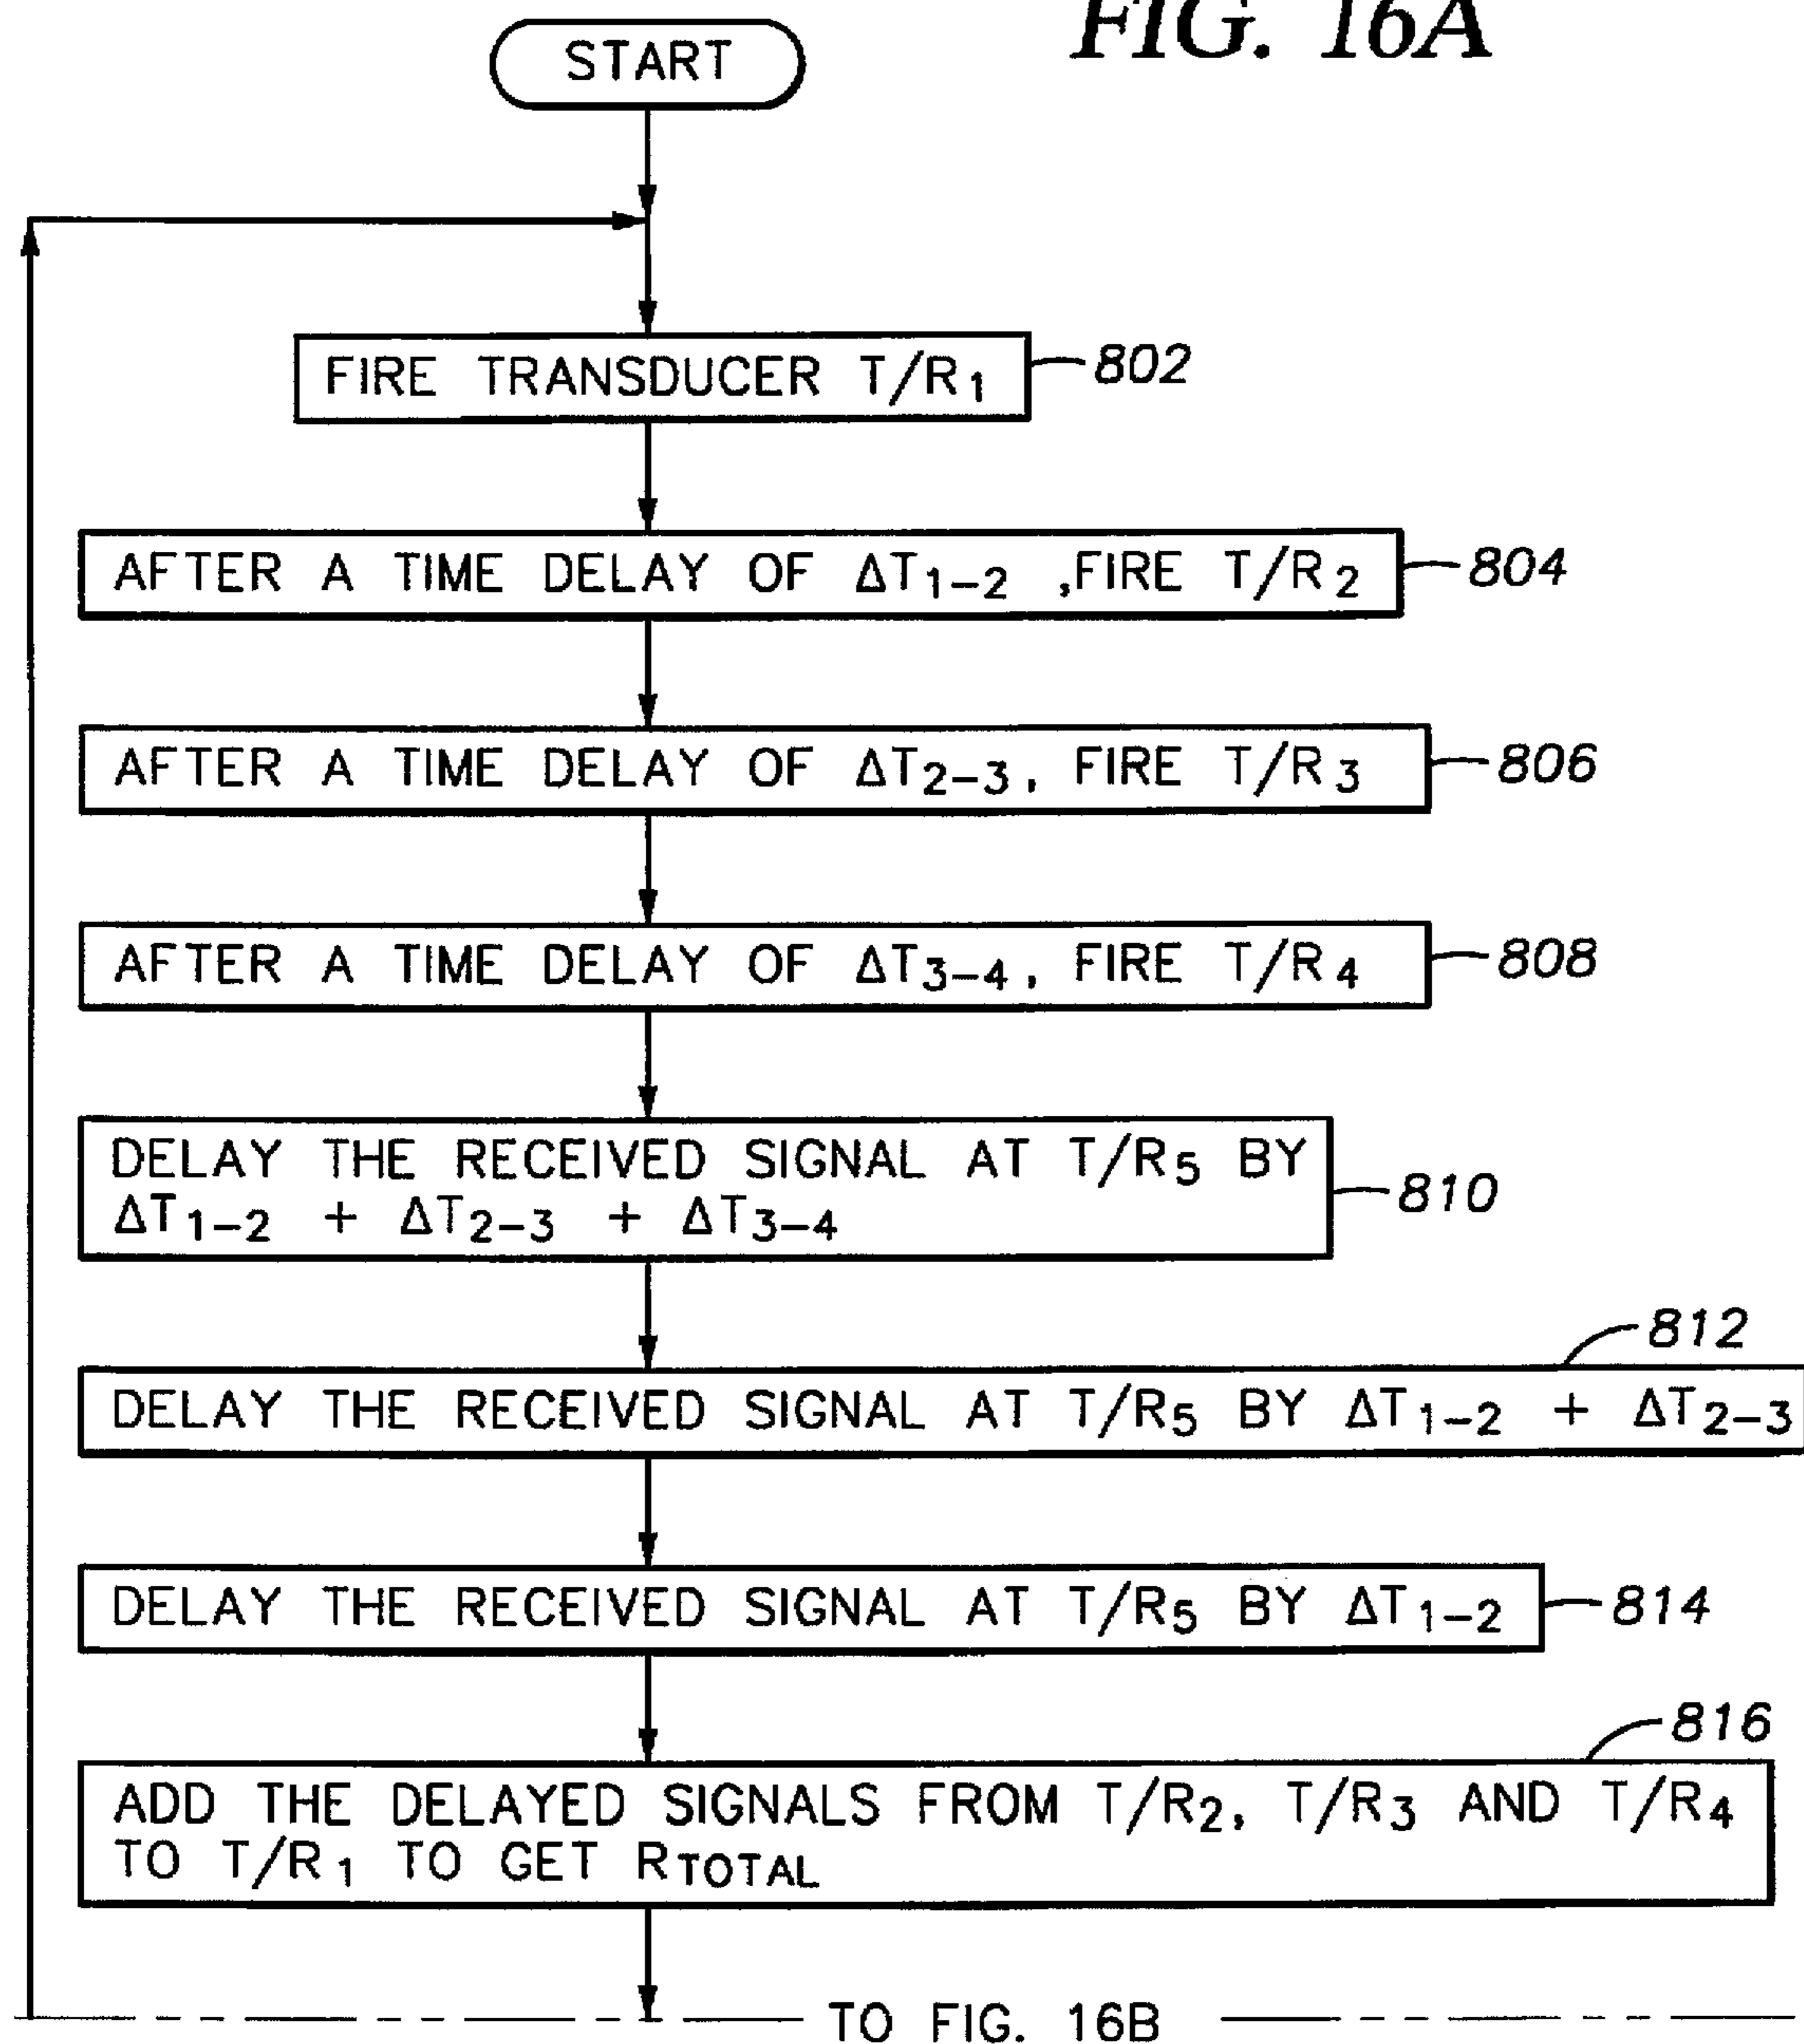 FIG. 16A
START
FIRE TRANSDUCER T/R₁
802
AFTER A TIME DELAY OF ΔT₁₋₂ ,FIRE T/R₂
804
AFTER A TIME DELAY OF ΔT₂₋₃, FIRE T/R₃
806
AFTER A TIME DELAY OF ΔT₃₋₄, FIRE T/R₄
808
DELAY THE RECEIVED SIGNAL AT T/R₅ BY
ΔT₁₋₂ + ΔT₂₋₃ + ΔT₃₋₄
810
812
DELAY THE RECEIVED SIGNAL AT T/R₅ BY ΔT₁₋₂ + ΔT₂₋₃
DELAY THE RECEIVED SIGNAL AT T/R₅ BY ΔT₁₋₂
814
816
ADD THE DELAYED SIGNALS FROM T/R₂, T/R₃ AND T/R₄
TO T/R₁ TO GET RTOTAL
TO FIG. 16B